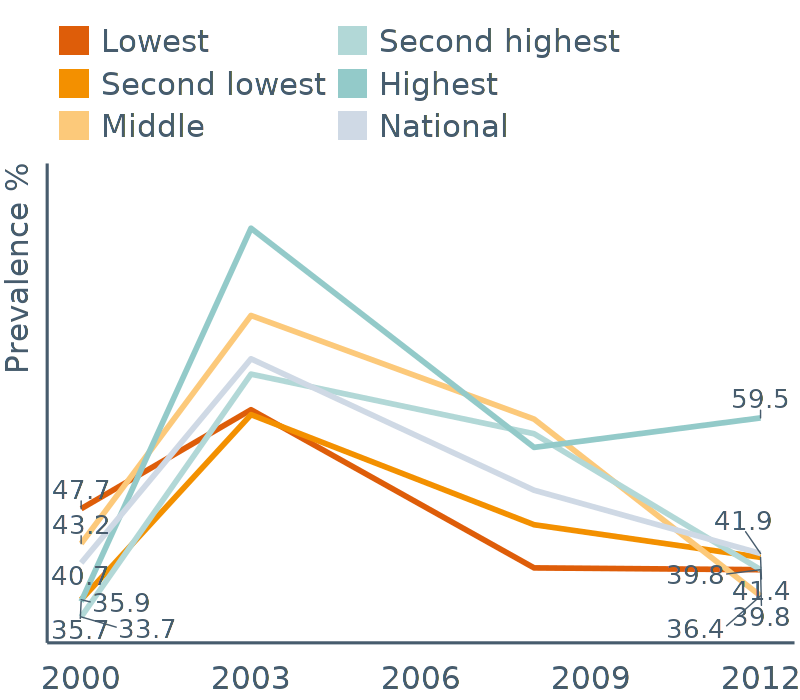 Lowest
Second lowest
Middle
Second highest
Highest
National
Prevalence %
59.5
47.7
43.2
41.9
40.7
39.8
41.4
35.9
39.8
35.7
33.7
36.4
2000
2003
2006
2009
2012